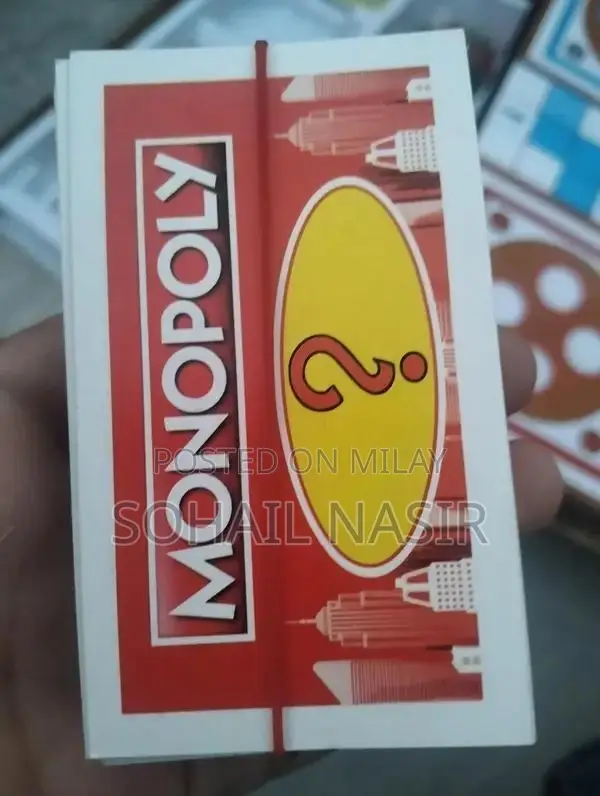 MONOPOLY
?
POSTED ON MILAY
SOHAIL NASIR